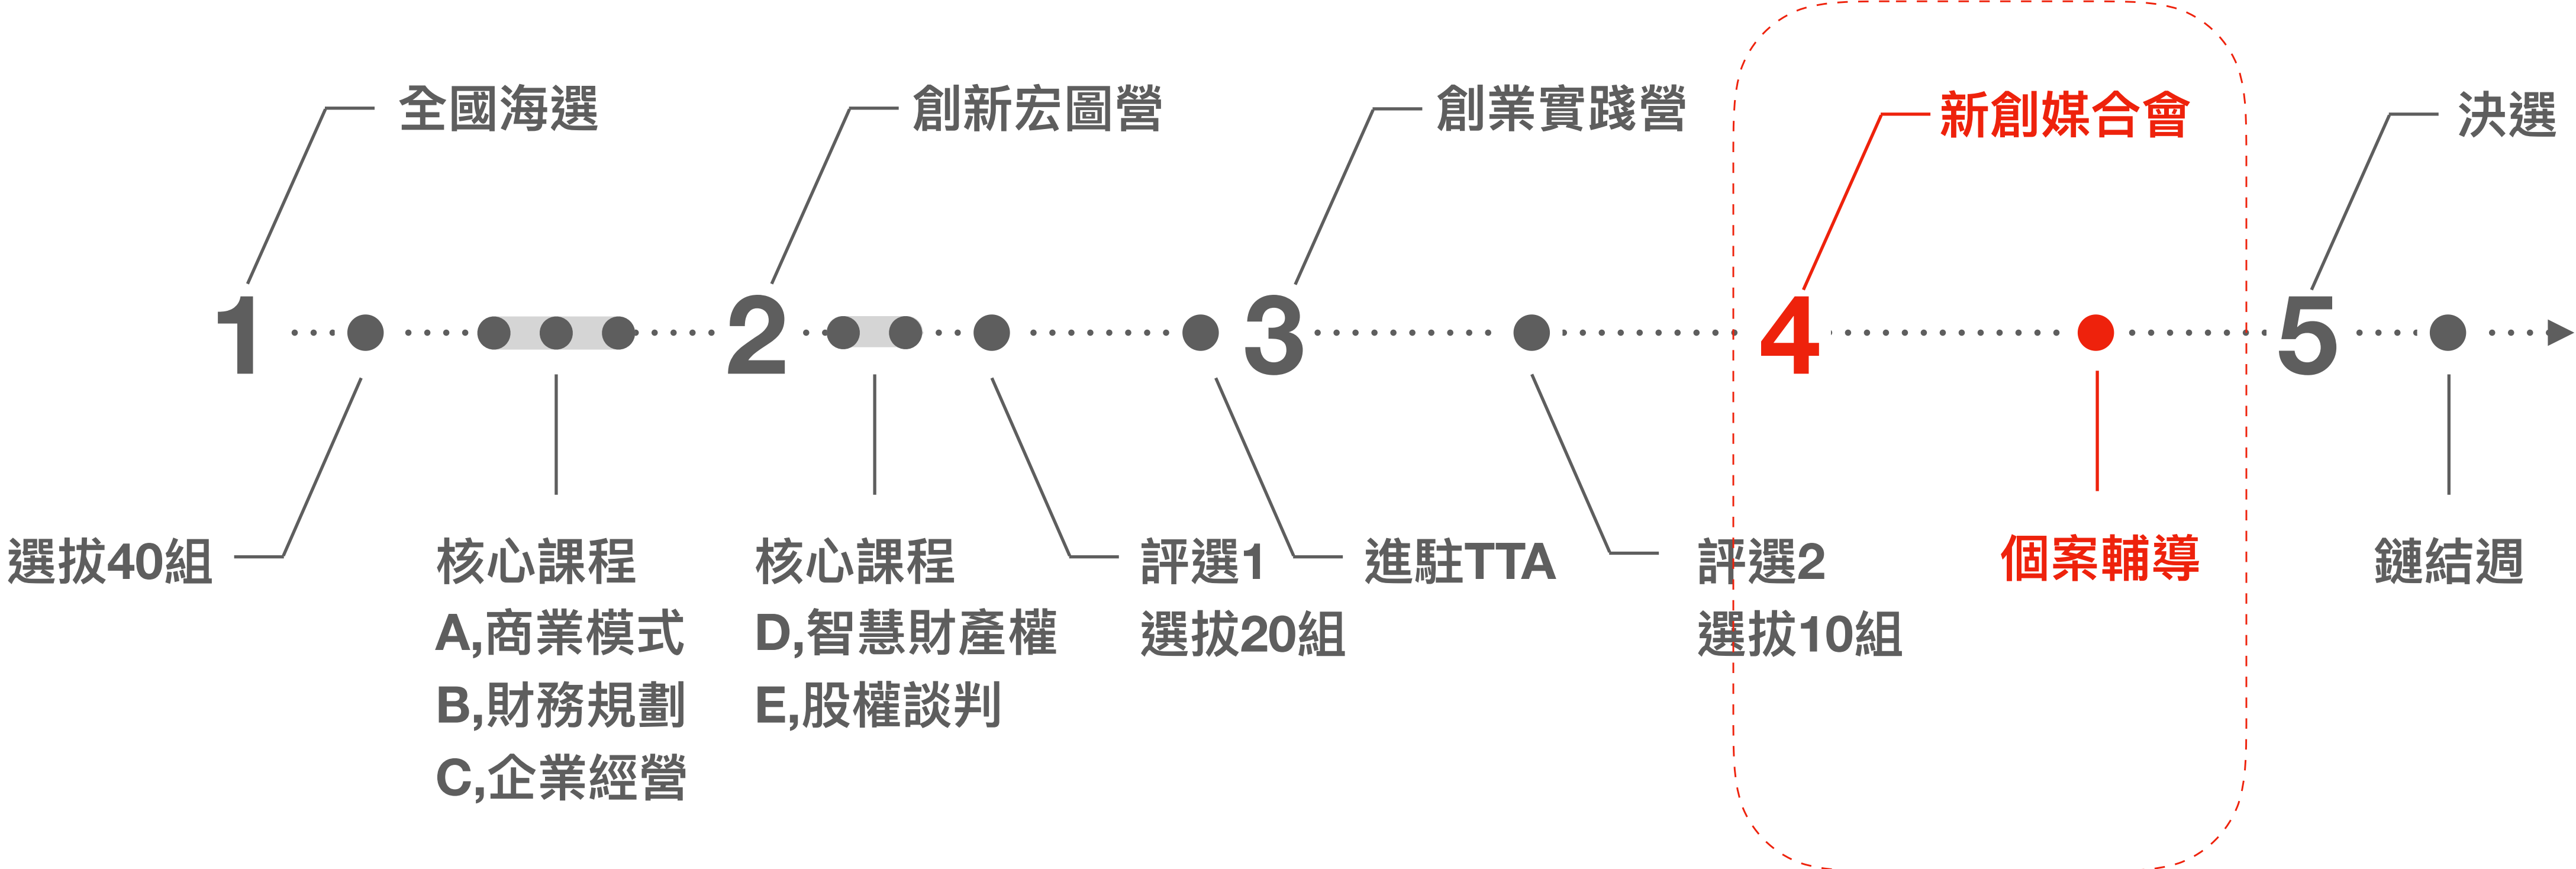 全國海選
創新宏圖營
創業實踐營
新創媒合會
決選
1
2
3
4
5
選拔40組
核心課程
A,商業模式
B,財務規劃
C,企業經營
核心課程
D,智慧財產權
E,股權談判
評選1
選拔20組
進駐TTA
評選2
選拔10組
個案輔導
鏈結週